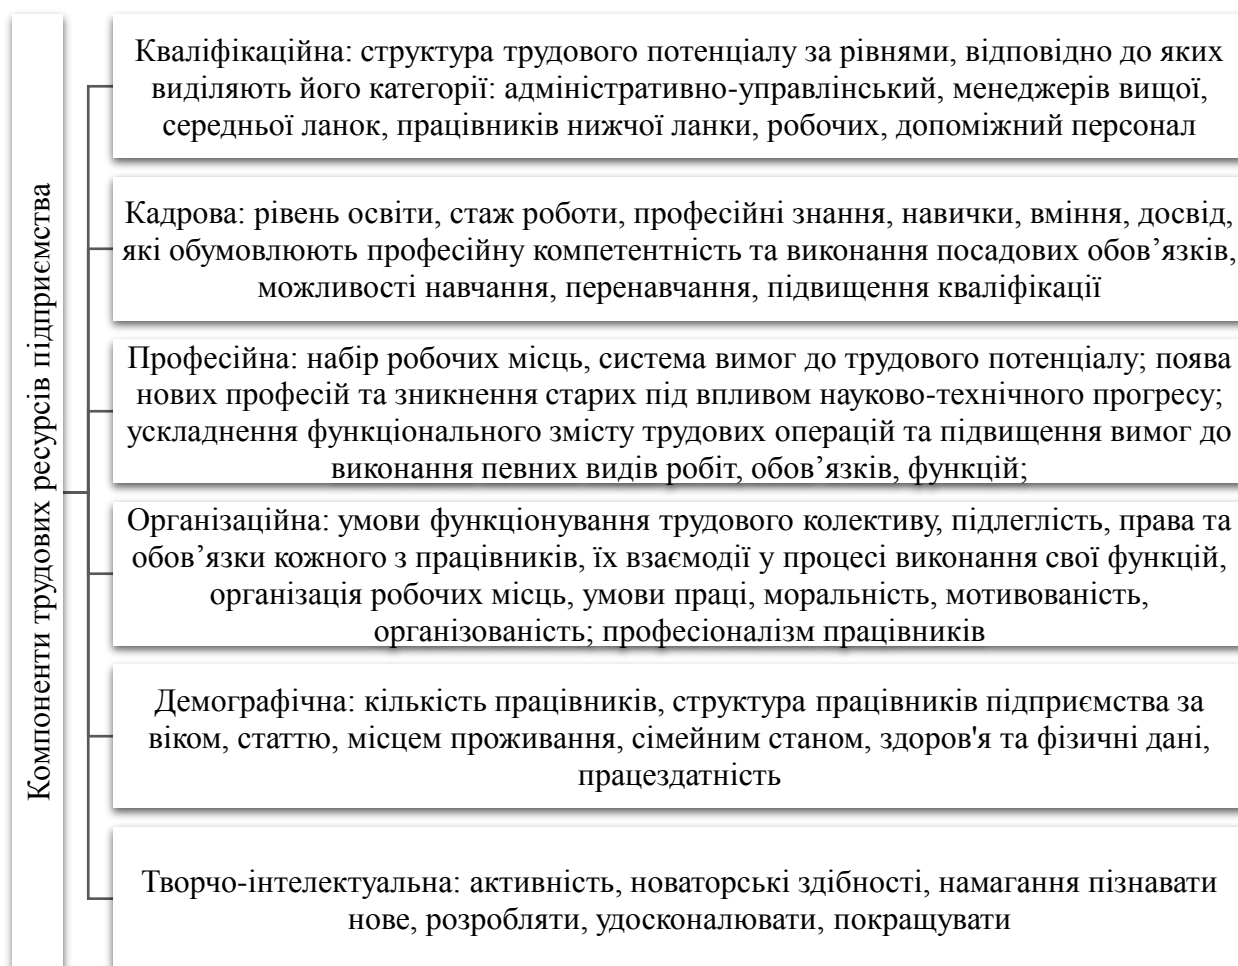 Компоненти трудових ресурсів підприємства
Кваліфікаційна: структура трудового потенціалу за рівнями, відповідно до яких
виділяють його категорії: адміністративно-управлінський, менеджерів вищої,
середньої ланок, працівників нижчої ланки, робочих, допоміжний персонал
Кадрова: рівень освіти, стаж роботи, професійні знання, навички, вміння, досвід,
які обумовлюють професійну компетентність та виконання посадових обов’язків,
можливості навчання, перенавчання, підвищення кваліфікації
Професійна: набір робочих місць, система вимог до трудового потенціалу; поява
нових професій та зникнення старих під впливом науково-технічного прогресу;
ускладнення функціонального змісту трудових операцій та підвищення вимог до
виконання певних видів робіт, обов’язків, функцій;
Організаційна: умови функціонування трудового колективу, підлеглість, права та
обов’язки кожного з працівників, їх взаємодії у процесі виконання свої функцій,
організація робочих місць, умови праці, моральність, мотивованість,
організованість; професіоналізм працівників
Демографічна: кількість працівників, структура працівників підприємства за
віком, статтю, місцем проживання, сімейним станом, здоров'я та фізичні дані,
працездатність
Творчо-інтелектуальна: активність, новаторські здібності, намагання пізнавати
нове, розробляти, удосконалювати, покращувати